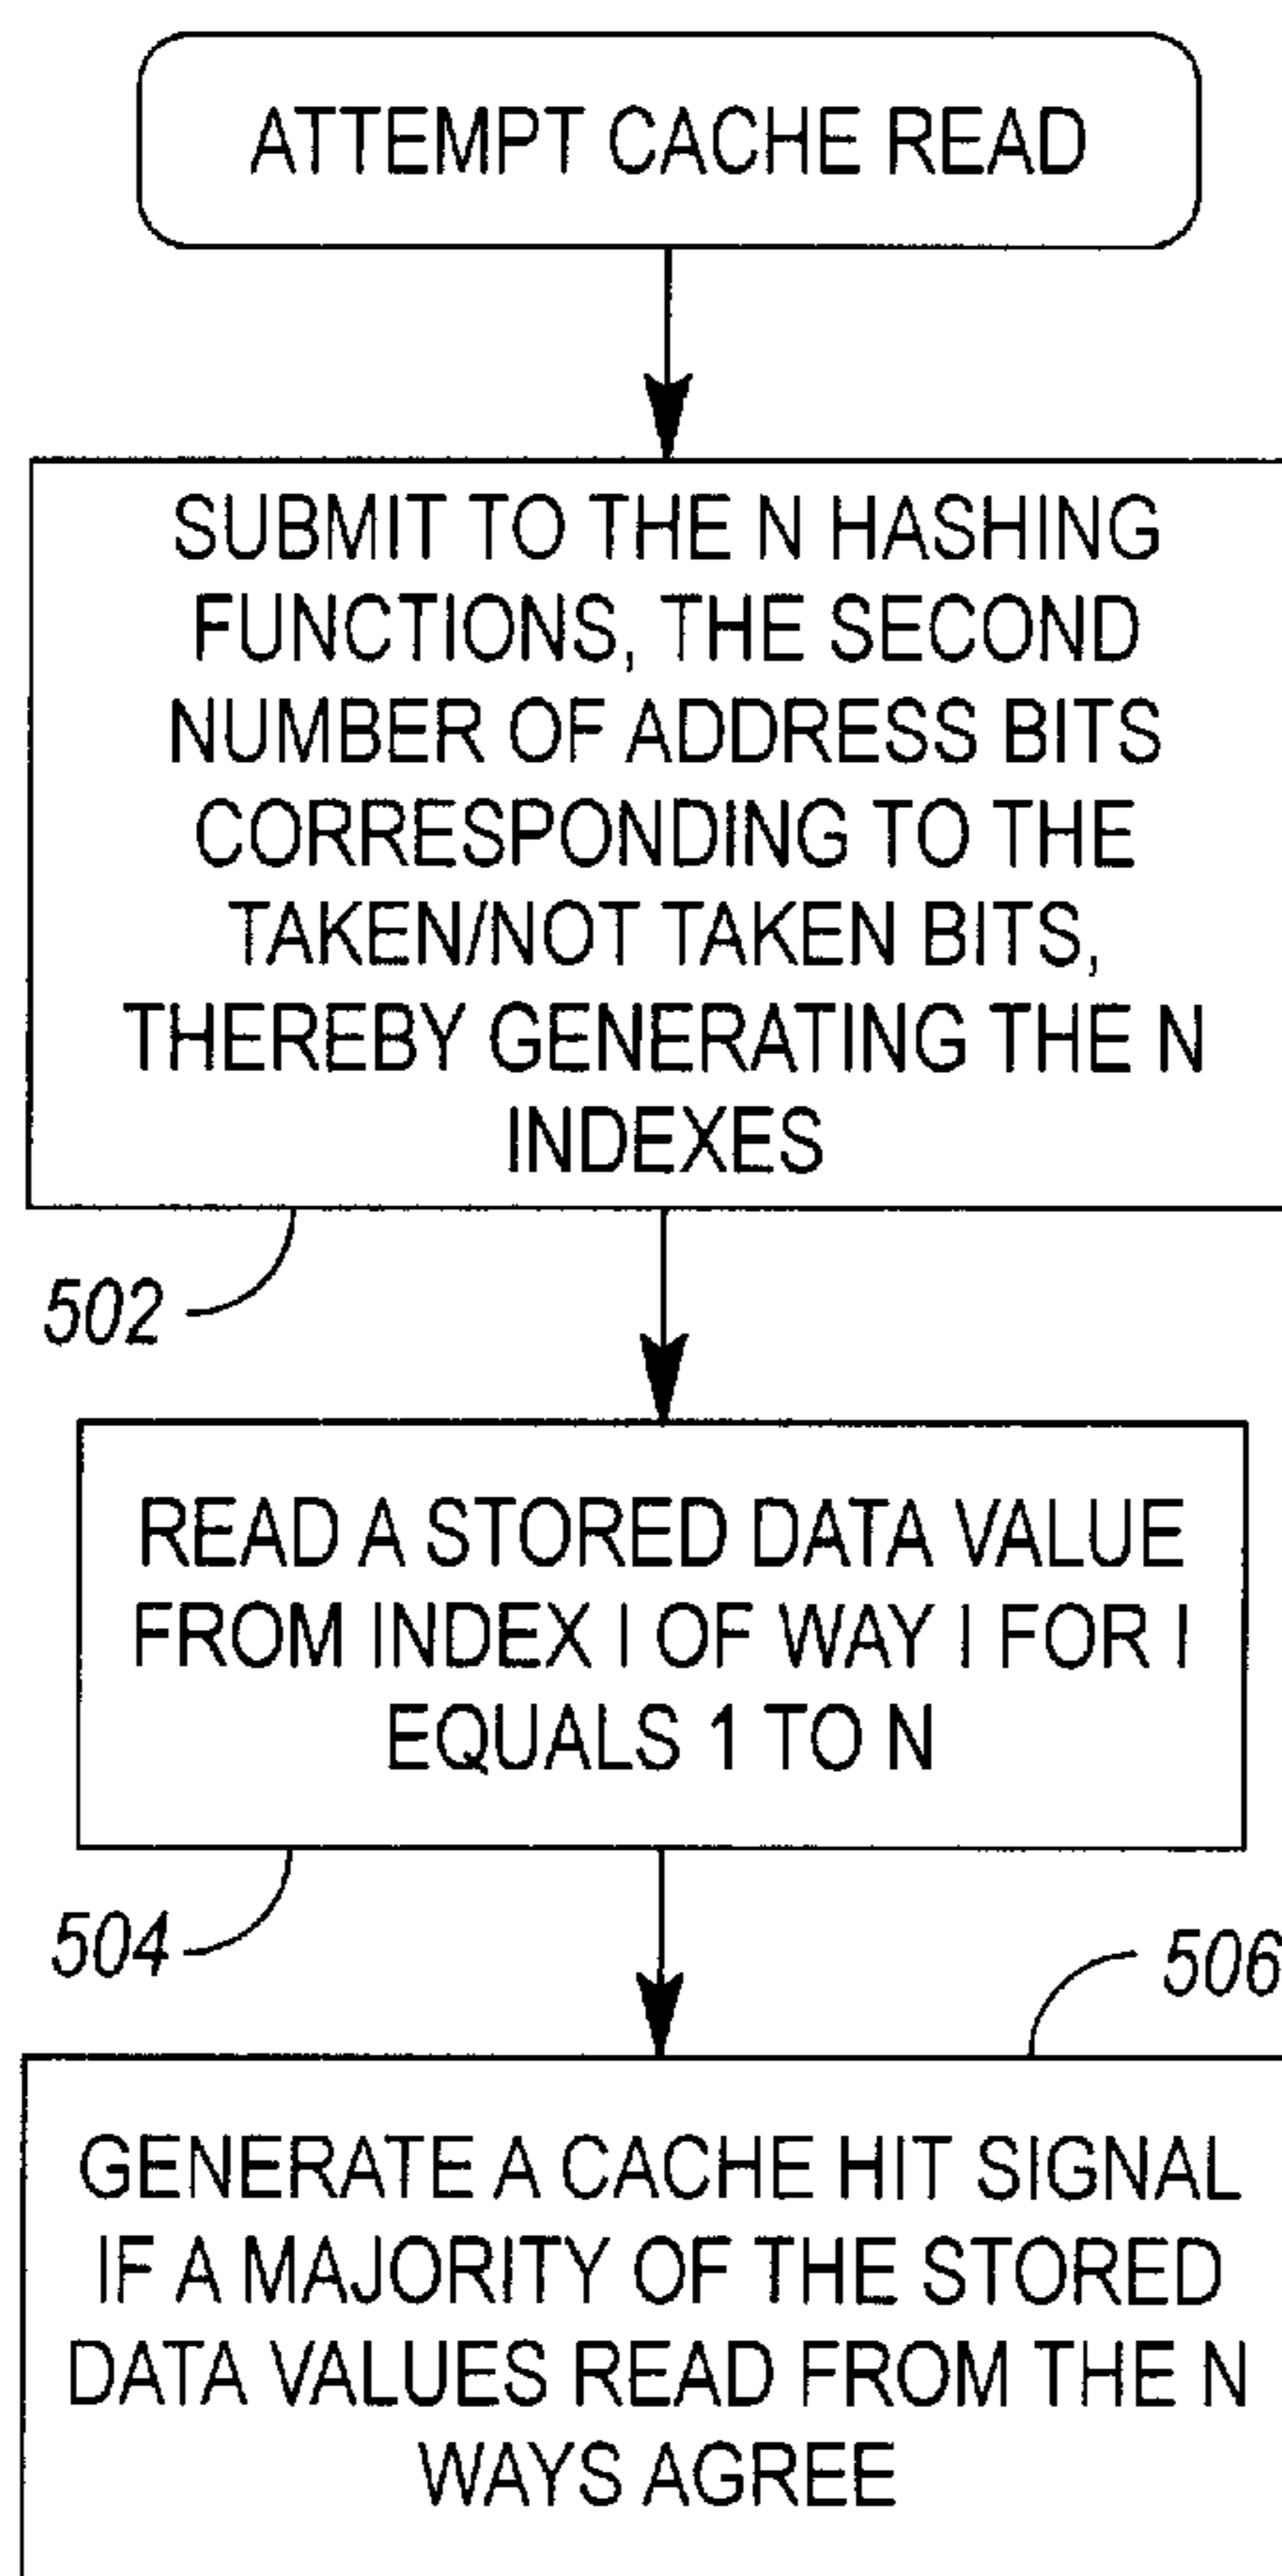 ATTEMPT CACHE READ
SUBMIT TO THE N HASHING
FUNCTIONS, THE SECOND
NUMBER OF ADDRESS BITS
CORRESPONDING TO THE
TAKEN/NOT TAKEN BITS,
THEREBY GENERATING THE N
INDEXES
502
READ A STORED DATA VALUE
FROM INDEX I OF WAY I FOR I
EQUALS 1 TO N
504
506
GENERATE A CACHE HIT SIGNAL
IF A MAJORITY OF THE STORED
DATA VALUES READ FROM THE N
WAYS AGREE